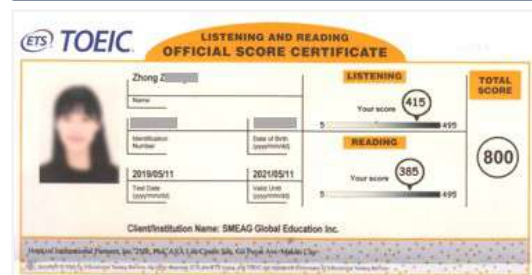 ETS TOEIC
LISTENING AND READING
OFFICIAL SCORE CERTIFICATE
Zhong Z
Name
Identification
Number
Date of Birth
(yyyy/mm/dd)
2019/05/11
Test Date
(yyyy/mm/dd)
2021/05/11
Valid Until
(yyyy/mm/dd)
Client/Institution Name: SMEAG Global Education Inc.
LISTENING
Your score
415
5
495
READING
Your score
385
5
495
TOTAL
SCORE
800